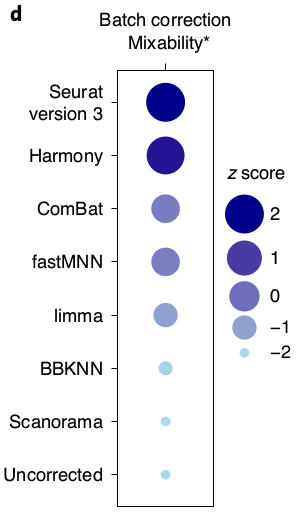 d
Batch correction
Mixability*
Seurat
version 3
Harmony
ComBat
fastMNN
limma
BBKNN
Scanorama
Uncorrected
z score
2
1
0
−1
−2